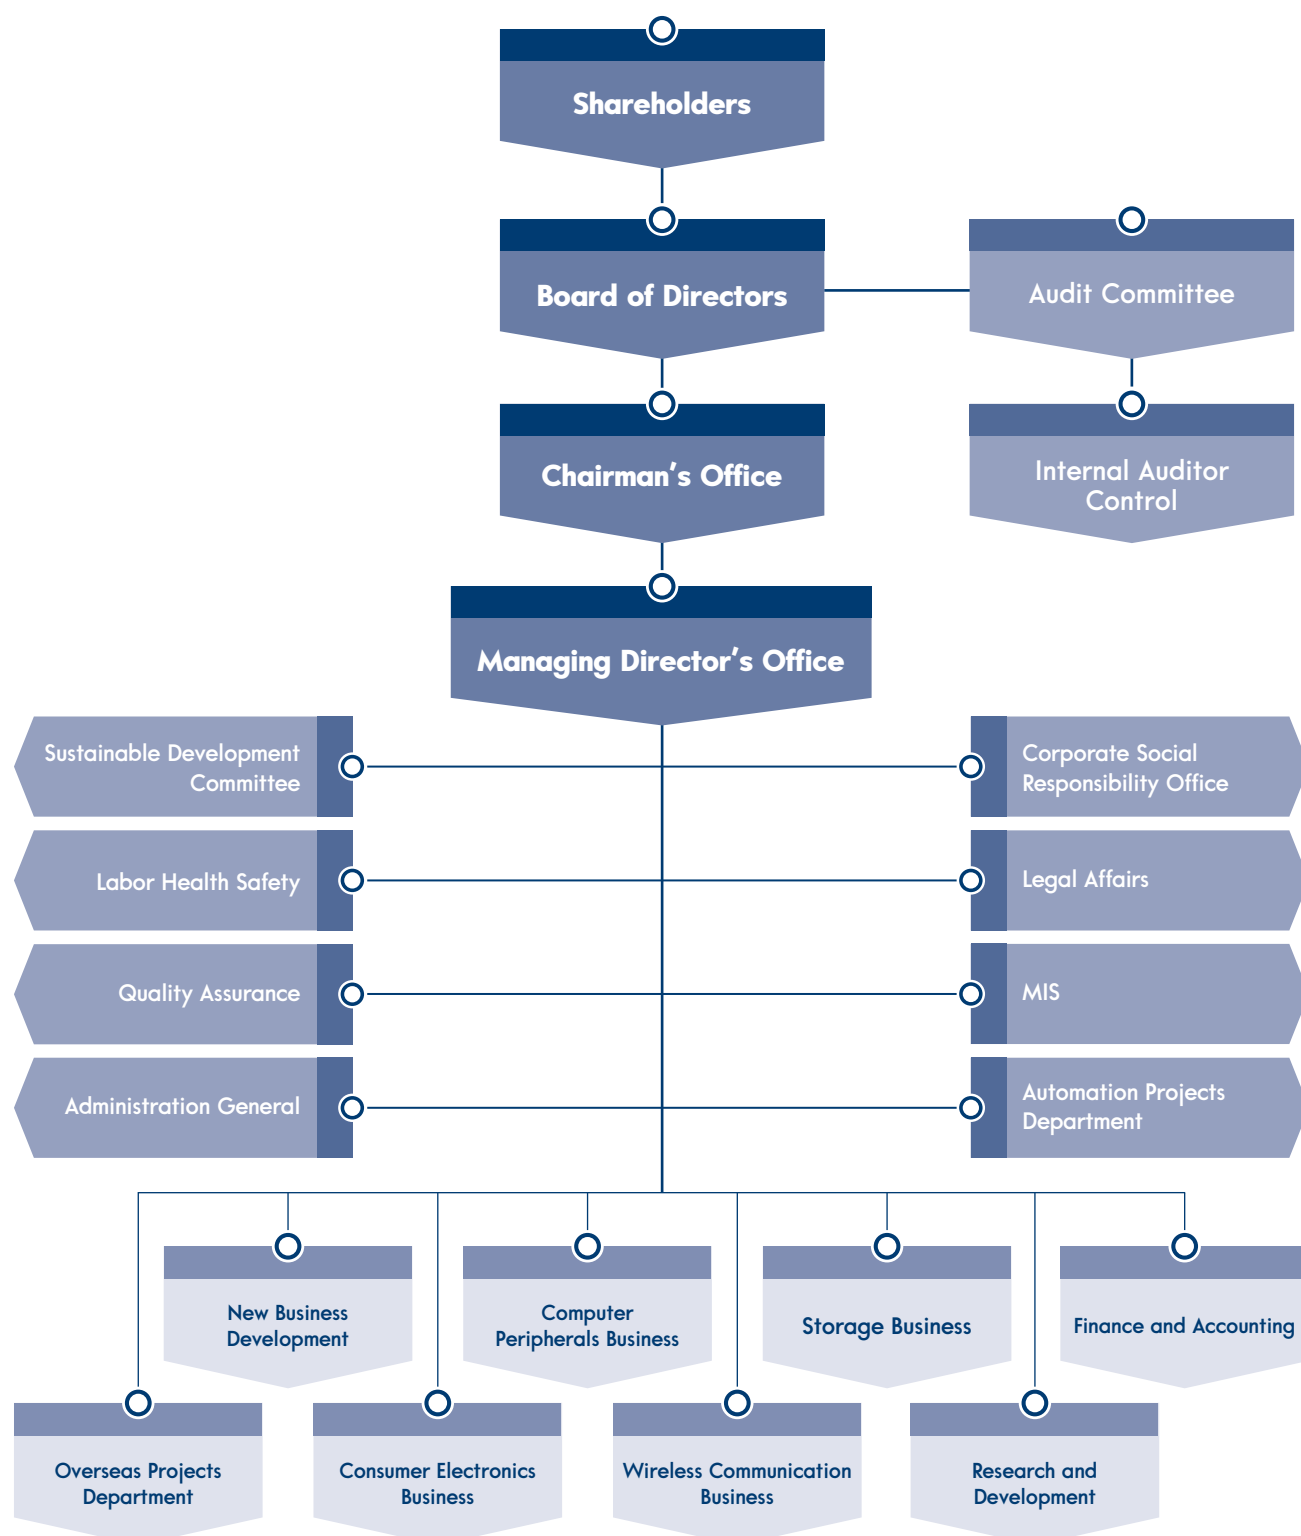 Shareholders
Board of Directors
Audit Committee
Chairman's Office
Internal Auditor
Control
Managing Director's Office
Sustainable Development
Committee
Corporate Social
Responsibility Office
Labor Health Safety
Legal Affairs
Quality Assurance
MIS
Administration General
Automation Projects
Department
New Business
Development
Computer
Peripherals Business
Storage Business
Finance and Accounting
Overseas Projects
Department
Consumer Electronics
Business
Wireless Communication
Business
Research and
Development